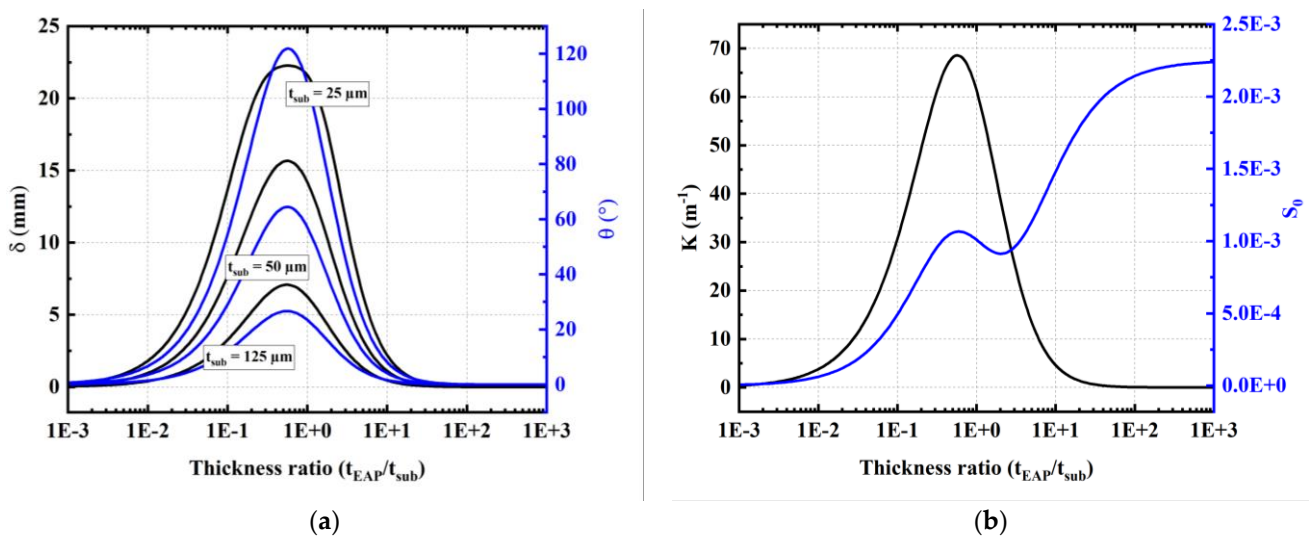 25
20
15
10
5
0
δ (mm)
120
100
80
60
40
20
0
θ (°)
t_sub = 25 µm
t_sub = 50 µm
t_sub = 125 µm
1E-3 1E-2 1E-1 1E+0 1E+1 1E+2 1E+3
Thickness ratio (t_EAP/t_sub)
(a)
70
60
50
40
30
20
10
0
K (m⁻¹)
2.5E-3
2.0E-3
1.5E-3
1.0E-3
5.0E-4
0.0E+0
S₀
1E-3 1E-2 1E-1 1E+0 1E+1 1E+2 1E+3
Thickness ratio (t_EAP/t_sub)
(b)